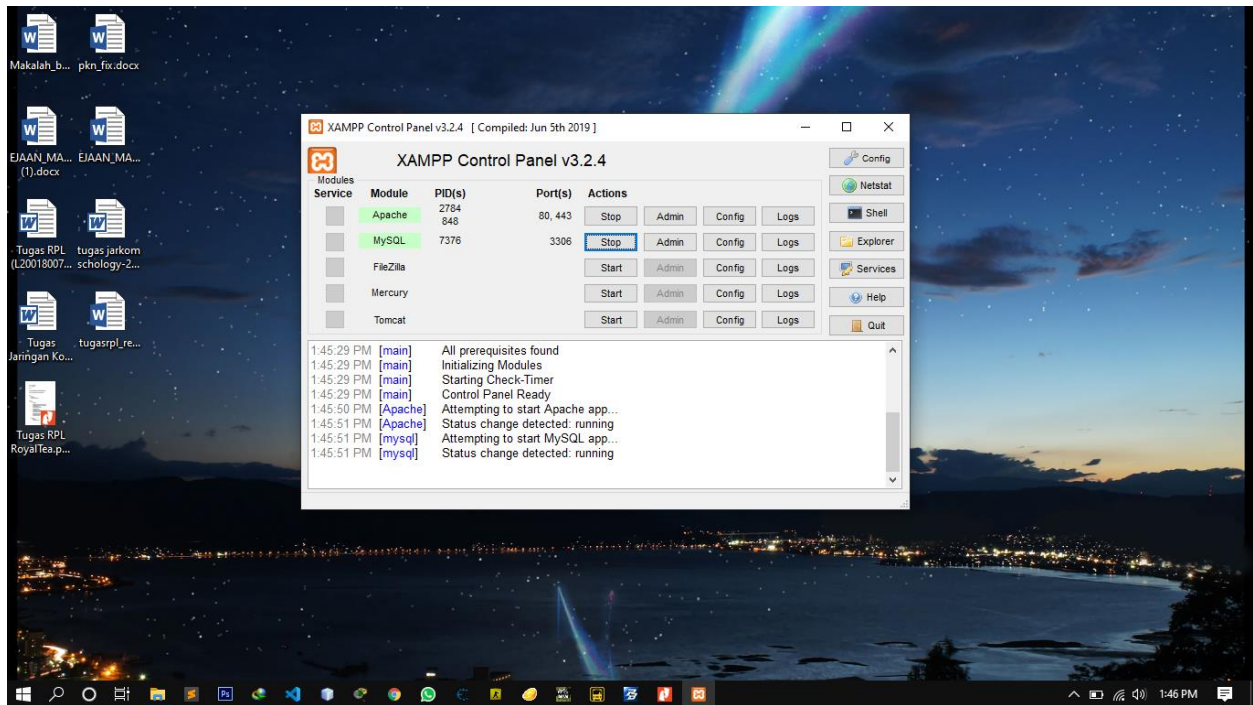 Makalah_b...
pkn_fix.docx
EJAAN_MA...
(1).docx
EJAAN_MA...
Tugas RPL
(L20018007...
tugas jarkom
schology-2...
Tugas
Jaringan Ko...
tugasrpl_re...
Tugas RPL
RoyalTea.p...
XAMPP Control Panel v3.2.4 [ Compiled: Jun 5th 2019 ]
XAMPP Control Panel v3.2.4
Config
Modules
Service Module PID(s) Port(s) Actions
Netstat
Apache 2784 848 80, 443 Stop Admin Config Logs
Shell
MySQL 7376 3306 Stop Admin Config Logs
Explorer
FileZilla Start Admin Config Logs
Services
Mercury Start Admin Config Logs
Help
Tomcat Start Admin Config Logs
Quit
1:45:29 PM [main] All prerequisites found
1:45:29 PM [main] Initializing Modules
1:45:29 PM [main] Starting Check-Timer
1:45:29 PM [main] Control Panel Ready
1:45:50 PM [Apache] Attempting to start Apache app...
1:45:51 PM [Apache] Status change detected: running
1:45:51 PM [mysql] Attempting to start MySQL app...
1:45:51 PM [mysql] Status change detected: running
Ps
1:46 PM